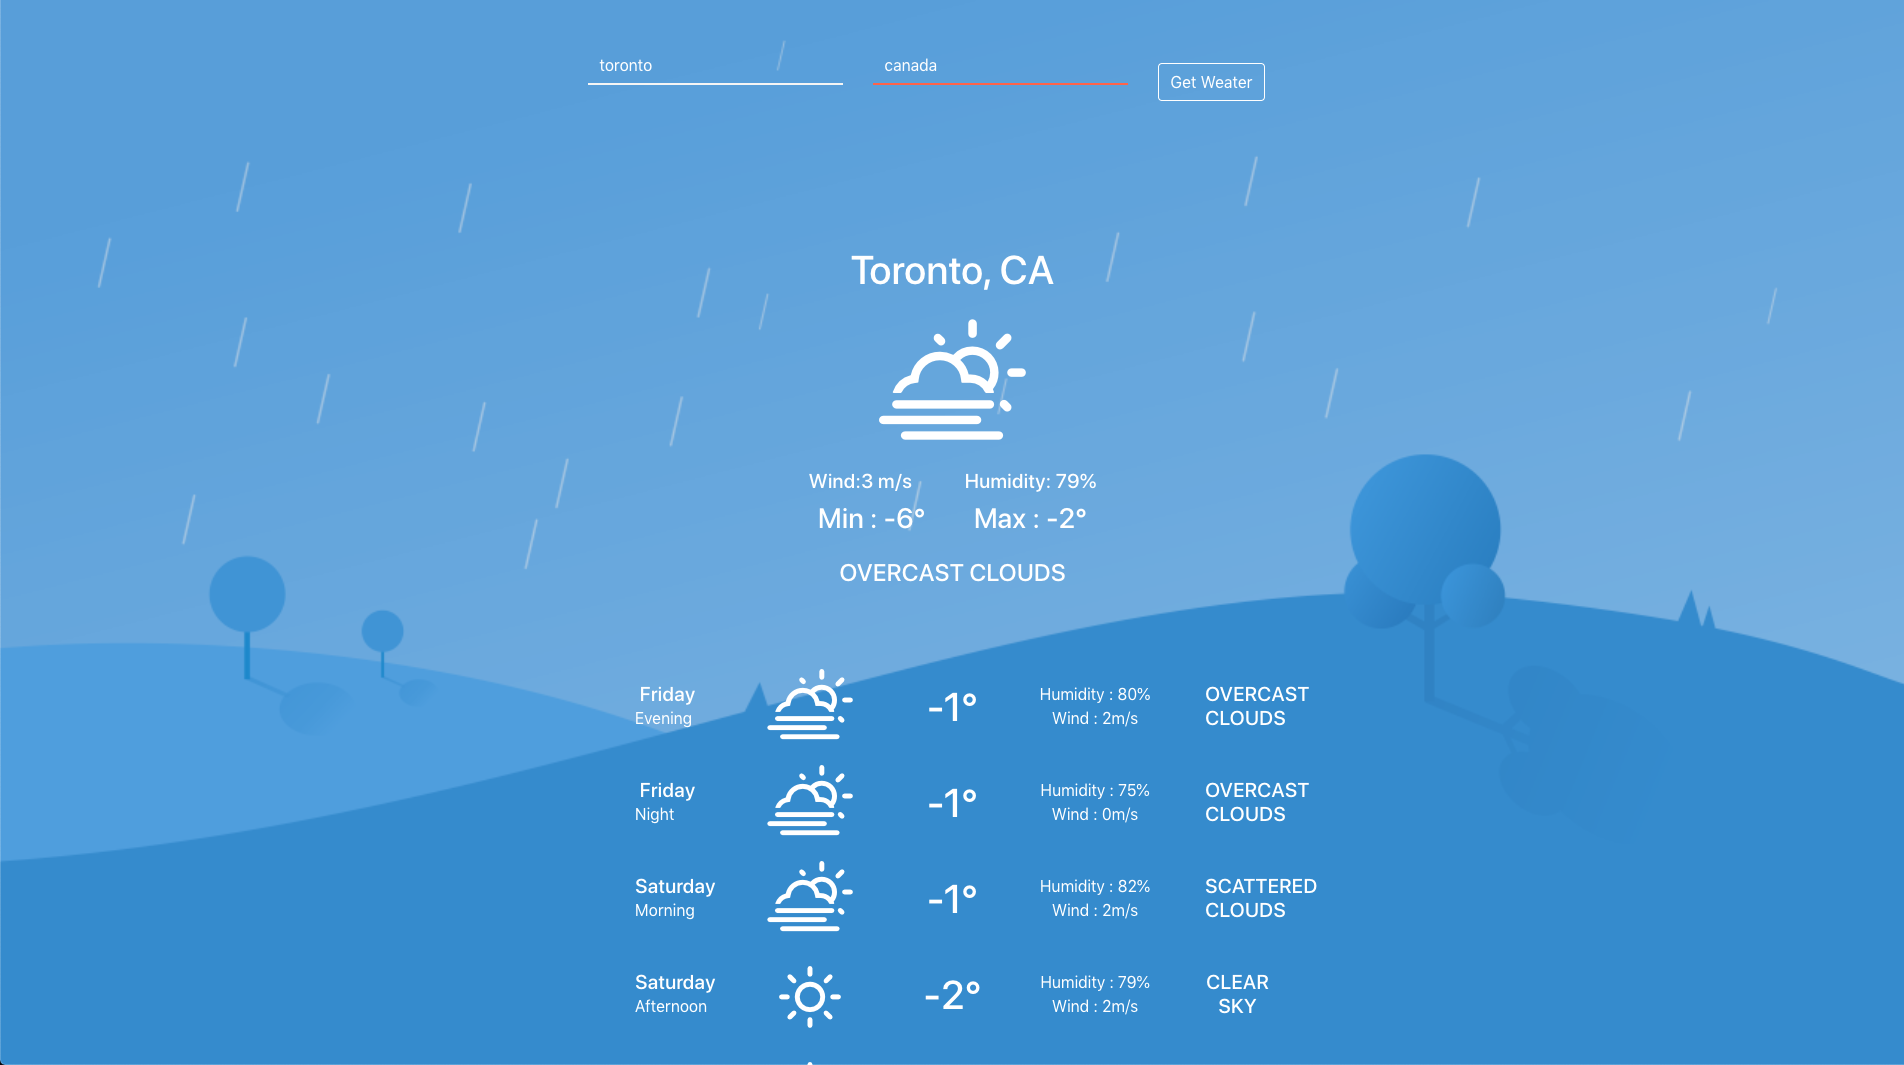 toronto canada Get Weater
Toronto, CA
Wind:3 m/s Humidity: 79%
Min : -6° Max : -2°
OVERCAST CLOUDS
Friday
Evening
-1°
Humidity : 80%
Wind : 2m/s
OVERCAST
CLOUDS
Friday
Night
-1°
Humidity : 75%
Wind : 0m/s
OVERCAST
CLOUDS
Saturday
Morning
-1°
Humidity : 82%
Wind : 2m/s
SCATTERED
CLOUDS
Saturday
Afternoon
-2°
Humidity : 79%
Wind : 2m/s
CLEAR
SKY